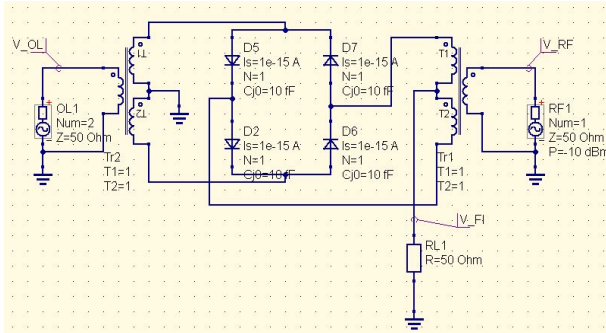 V_OL
OL1
Num=2
Z=50 Ohm
T1
T2
Tr2
T1=1
T2=1
D5
Is=1e-15 A
N=1
Cj0=10 fF
D2
Is=1e-15 A
N=1
Cj0=10 fF
D7
Is=1e-15 A
N=1
Cj0=10 fF
D6
Is=1e-15 A
N=1
Cj0=10 fF
T1
T2
Tr1
T1=1
T2=1
V_RF
RF1
Num=1
Z=50 Ohm
P=-10 dBm
V_FI
RL1
R=50 Ohm